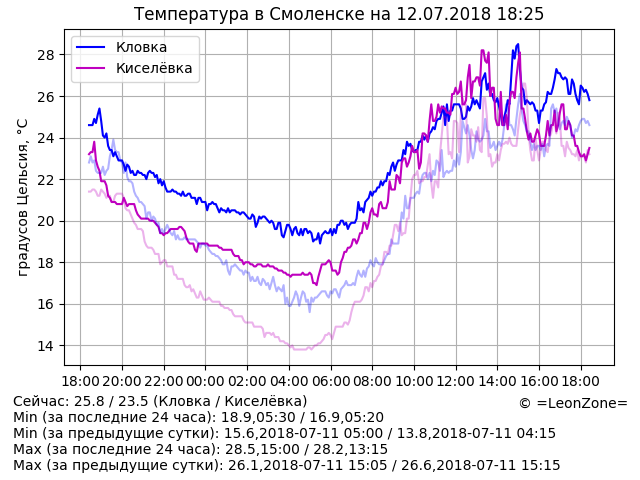 Температура в Смоленске на 12.07.2018 18:25
Кловка
Киселёвка
градусов Цельсия, °C
28
26
24
22
20
18
16
14
18:00 20:00 22:00 00:00 02:00 04:00 06:00 08:00 10:00 12:00 14:00 16:00 18:00
Сейчас: 25.8 / 23.5 (Кловка / Киселёвка)
© =LeonZone=
Min (за последние 24 часа): 18.9,05:30 / 16.9,05:20
Min (за предыдущие сутки): 15.6,2018-07-11 05:00 / 13.8,2018-07-11 04:15
Max (за последние 24 часа): 28.5,15:00 / 28.2,13:15
Max (за предыдущие сутки): 26.1,2018-07-11 15:05 / 26.6,2018-07-11 15:15